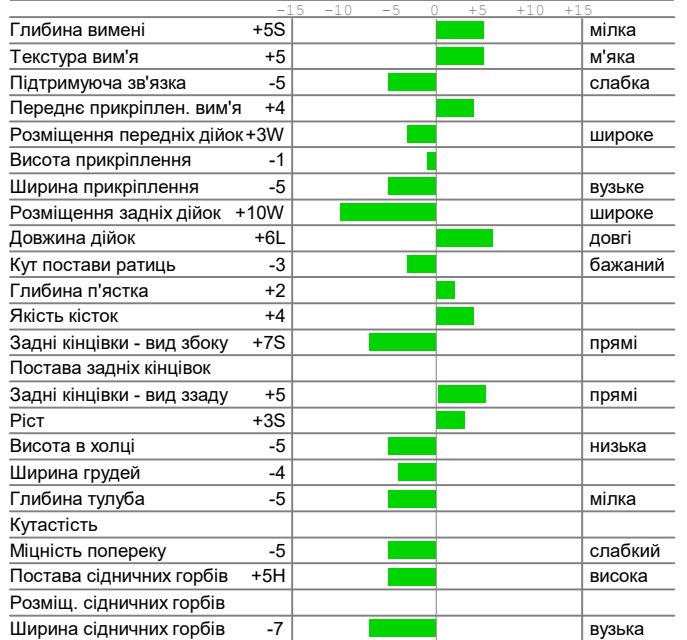 -15 -10 -5 0 +5 +10 +15
Глибина вимені +5S мілка
Текстура вим'я +5 м'яка
Підтримуюча зв'язка -5 слабка
Переднє прикріплен. вим'я +4
Розміщення передніх дійок +3W широке
Висота прикріплення -1
Ширина прикріплення -5 вузьке
Розміщення задніх дійок +10W широке
Довжина дійок +6L довгі
Кут постави ратиць -3 бажаний
Глибина п'ястка +2
Якість кісток +4
Задні кінцівки - вид збоку +7S прямі
Постава задніх кінцівок
Задні кінцівки - вид ззаду +5 прямі
Ріст +3S
Висота в холці -5 низька
Ширина грудей -4
Глибина тулуба -5 мілка
Кутастість
Міцність попереку -5 слабкий
Постава сідничних горбів +5H висока
Розміщ. сідничних горбів
Ширина сідничних горбів -7 вузька